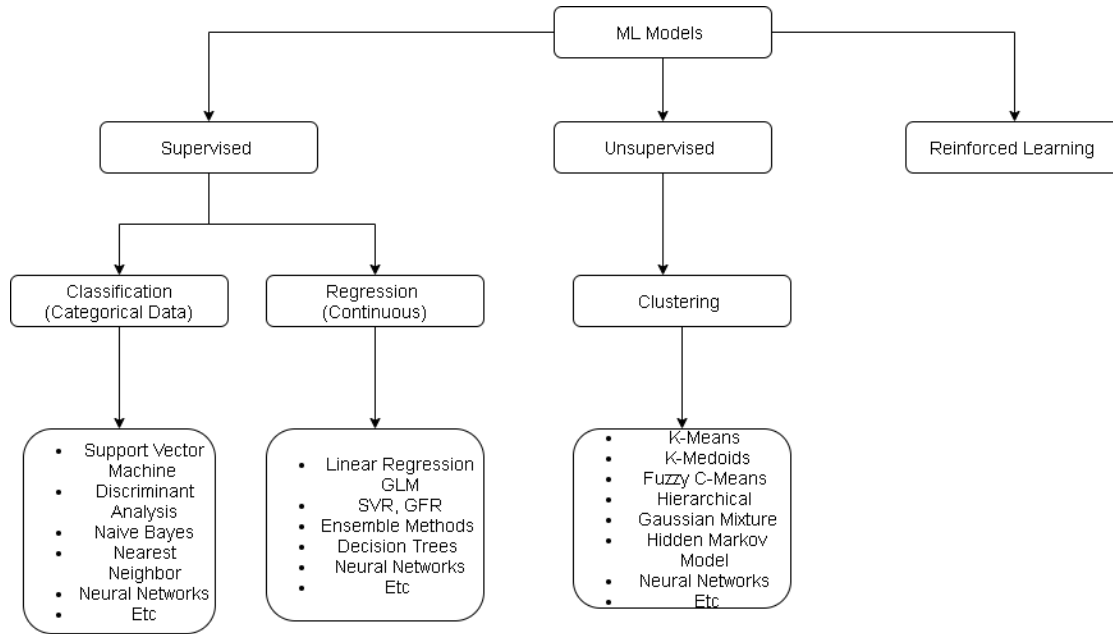 ML Models
Supervised
Unsupervised
Reinforced Learning
Classification
(Categorical Data)
Regression
(Continuous)
Clustering
• Support Vector
Machine
• Discriminant
Analysis
• Naive Bayes
• Nearest
Neighbor
• Neural Networks
• Etc
• Linear Regression
GLM
• SVR, GFR
• Ensemble Methods
• Decision Trees
• Neural Networks
• Etc
• K-Means
• K-Medoids
• Fuzzy C-Means
• Hierarchical
• Gaussian Mixture
• Hidden Markov
Model
• Neural Networks
• Etc